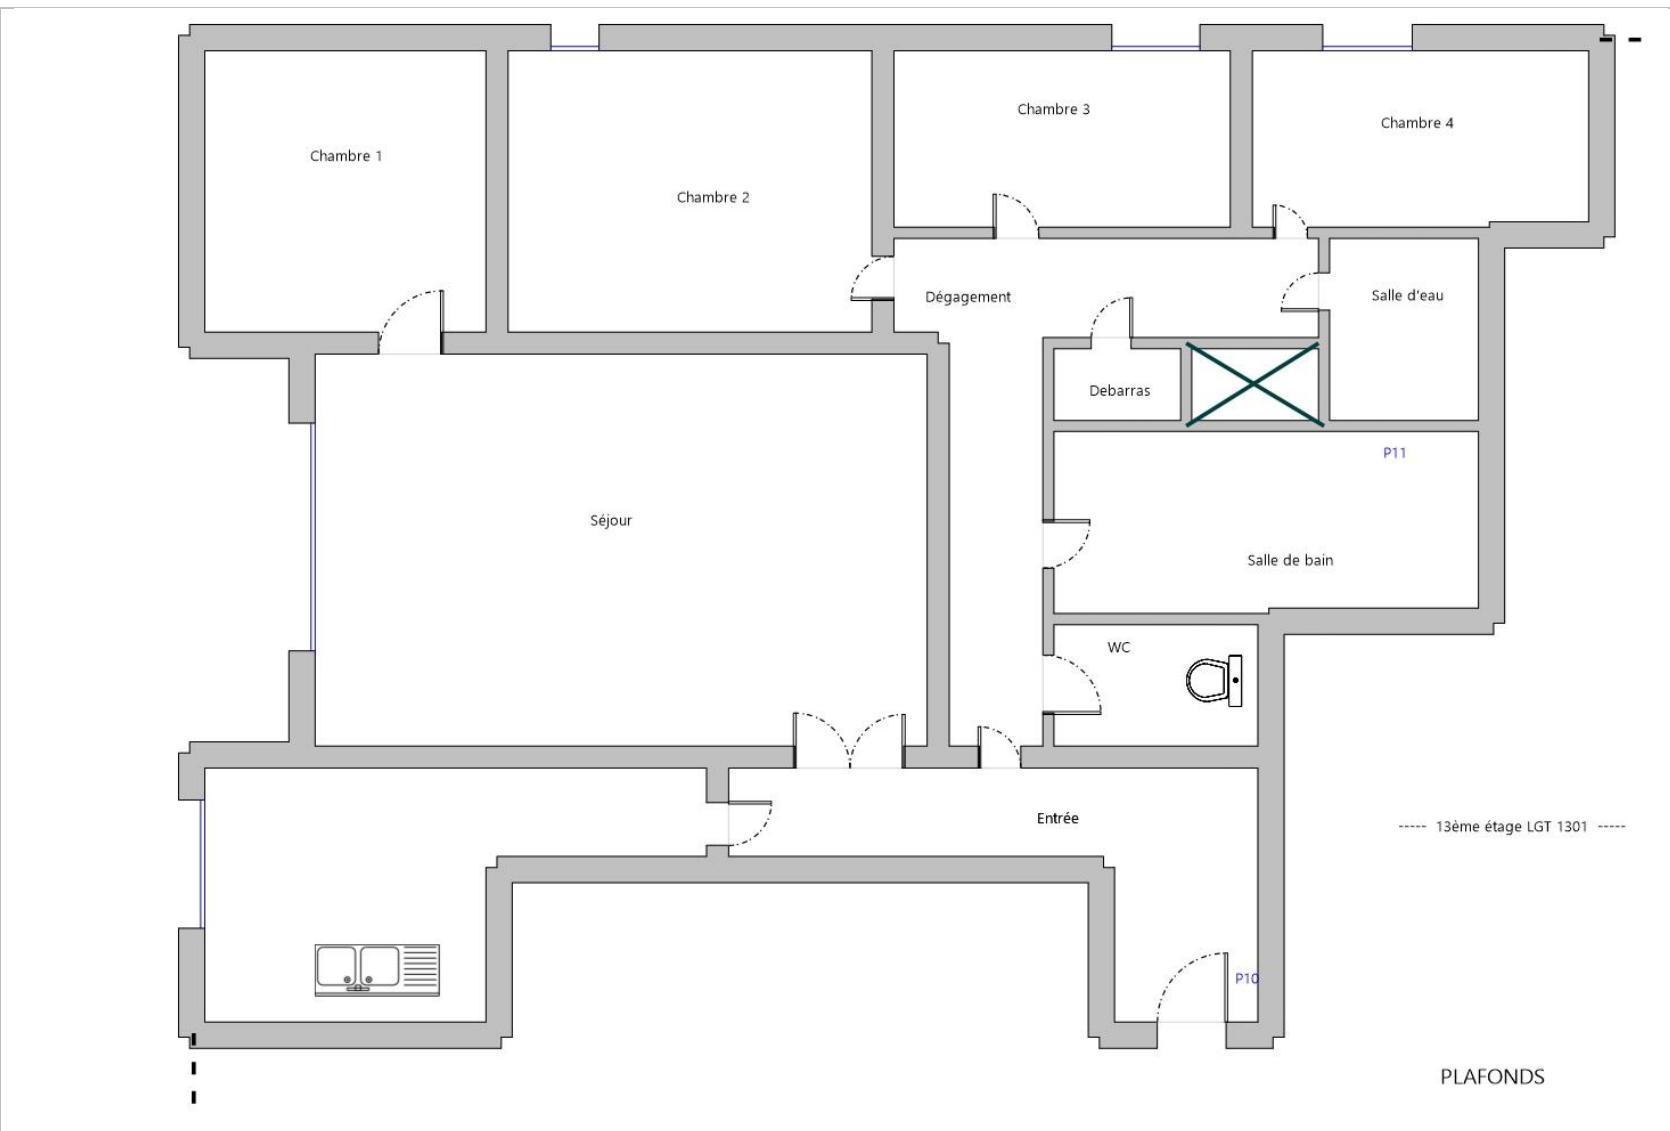 Chambre 3
Chambre 4
Chambre 1
Chambre 2
Dégagement
Salle d'eau
Debarras
P11
Séjour
Salle de bain
WC
Entrée
----- 13ème étage LGT 1301 -----
P10
PLAFONDS